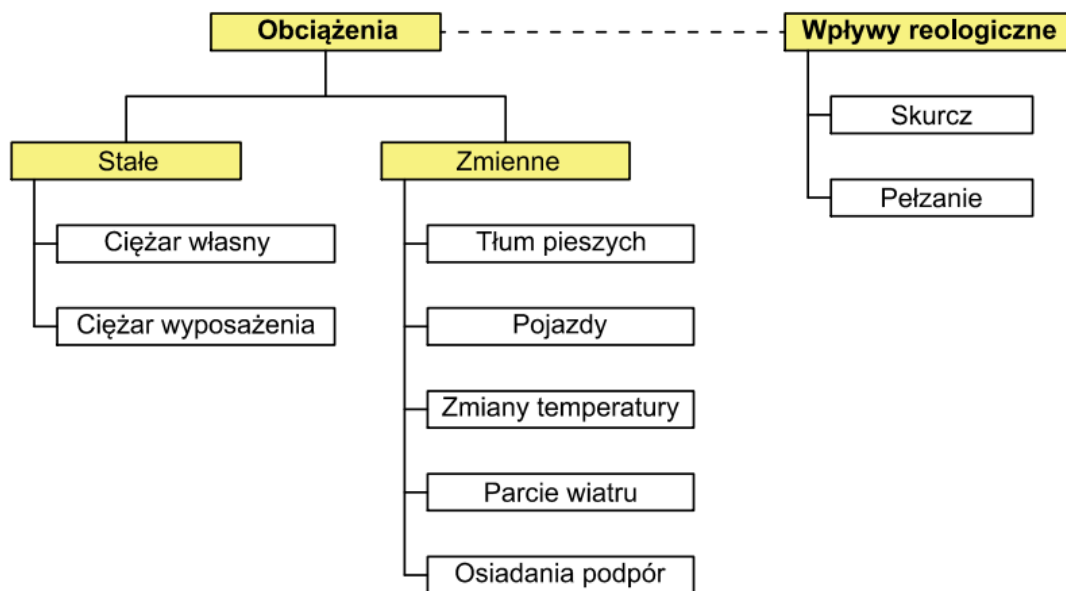 Obciążenia
Wpływy reologiczne
Skurcz
Pełzanie
Stałe
Ciężar własny
Ciężar wyposażenia
Zmienne
Tłum pieszych
Pojazdy
Zmiany temperatury
Parcie wiatru
Osiadania podpór